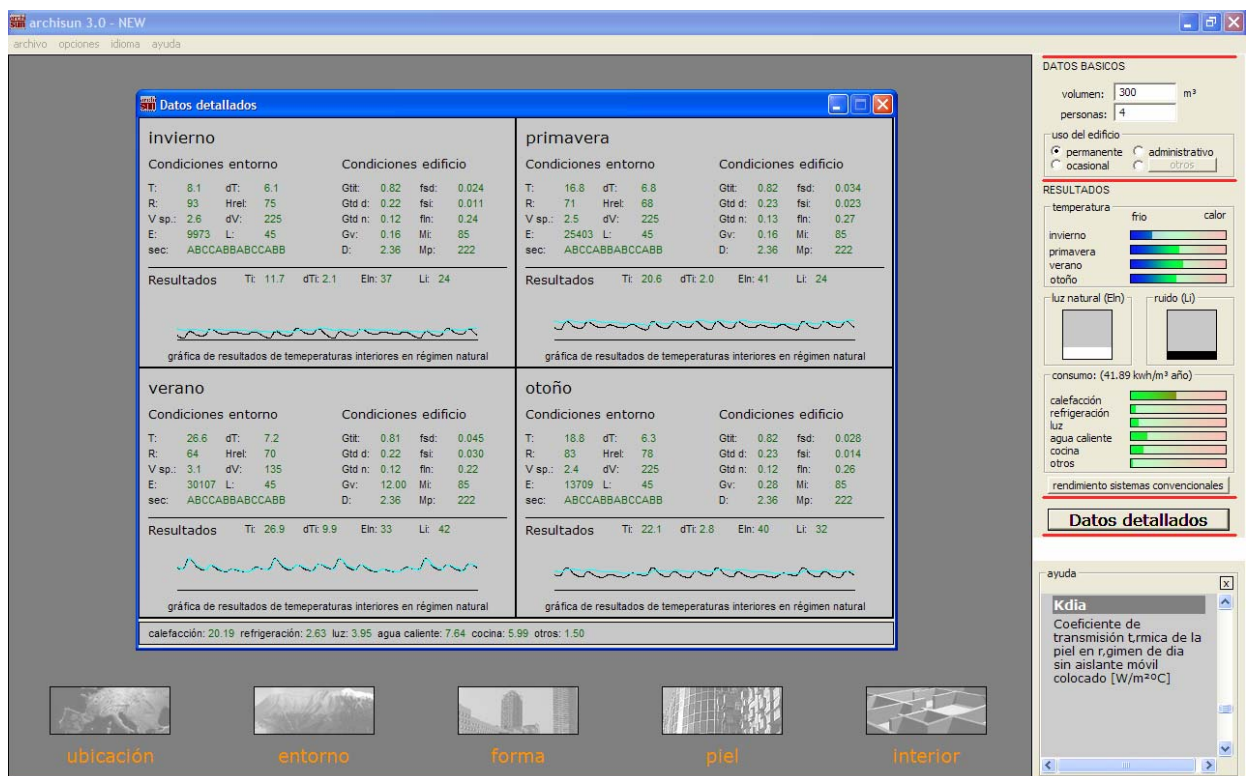 archisun 3.0 - NEW
archivo opciones idioma ayuda
Datos detallados
invierno
Condiciones entorno Condiciones edificio
T: 8.1 dT: 6.1 Gtit: 0.82 fsd: 0.024
R: 93 Hrel: 75 Gtd d: 0.22 fsi: 0.011
V sp.: 2.6 dV: 225 Gtd n: 0.12 fln: 0.24
E: 9973 L: 45 Gv: 0.16 Mi: 85
sec: ABCCABBABCCABB D: 2.36 Mp: 222
Resultados Ti: 11.7 dTi: 2.1 Eln: 37 Li: 24
gráfica de resultados de temeperaturas interiores en régimen natural
primavera
Condiciones entorno Condiciones edificio
T: 16.8 dT: 6.8 Gtit: 0.82 fsd: 0.034
R: 71 Hrel: 68 Gtd d: 0.23 fsi: 0.023
V sp.: 2.5 dV: 225 Gtd n: 0.13 fln: 0.27
E: 25403 L: 45 Gv: 0.16 Mi: 85
sec: ABCCABBABCCABB D: 2.36 Mp: 222
Resultados Ti: 20.6 dTi: 2.0 Eln: 41 Li: 24
gráfica de resultados de temeperaturas interiores en régimen natural
verano
Condiciones entorno Condiciones edificio
T: 26.6 dT: 7.2 Gtit: 0.81 fsd: 0.045
R: 64 Hrel: 70 Gtd d: 0.22 fsi: 0.030
V sp.: 3.1 dV: 135 Gtd n: 0.12 fln: 0.22
E: 30107 L: 45 Gv: 12.00 Mi: 85
sec: ABCCABBABCCABB D: 2.36 Mp: 222
Resultados Ti: 26.9 dTi: 9.9 Eln: 33 Li: 42
gráfica de resultados de temeperaturas interiores en régimen natural
otoño
Condiciones entorno Condiciones edificio
T: 18.8 dT: 6.3 Gtit: 0.82 fsd: 0.028
R: 83 Hrel: 78 Gtd d: 0.23 fsi: 0.014
V sp.: 2.4 dV: 225 Gtd n: 0.12 fln: 0.26
E: 13709 L: 45 Gv: 0.28 Mi: 85
sec: ABCCABBABCCABB D: 2.36 Mp: 222
Resultados Ti: 22.1 dTi: 2.8 Eln: 40 Li: 32
gráfica de resultados de temeperaturas interiores en régimen natural
calefacción: 20.19 refrigeración: 2.63 luz: 3.95 agua caliente: 7.64 cocina: 5.99 otros: 1.50
ubicación entorno forma piel interior
DATOS BASICOS
volumen: 300 m³
personas: 4
uso del edificio
permanente administrativo
ocasional otros
RESULTADOS
temperatura
frio calor
invierno
primavera
verano
otoño
luz natural (Eln) ruido (Li)
consumo: (41.89 kwh/m³ año)
calefacción
refrigeración
luz
agua caliente
cocina
otros
rendimiento sistemas convencionales
Datos detallados
ayuda
x
Kdia
Coeficiente de
transmisión t,rmica de la
piel en r,gimen de dia
sin aislante móvil
colocado [W/m²ºC]